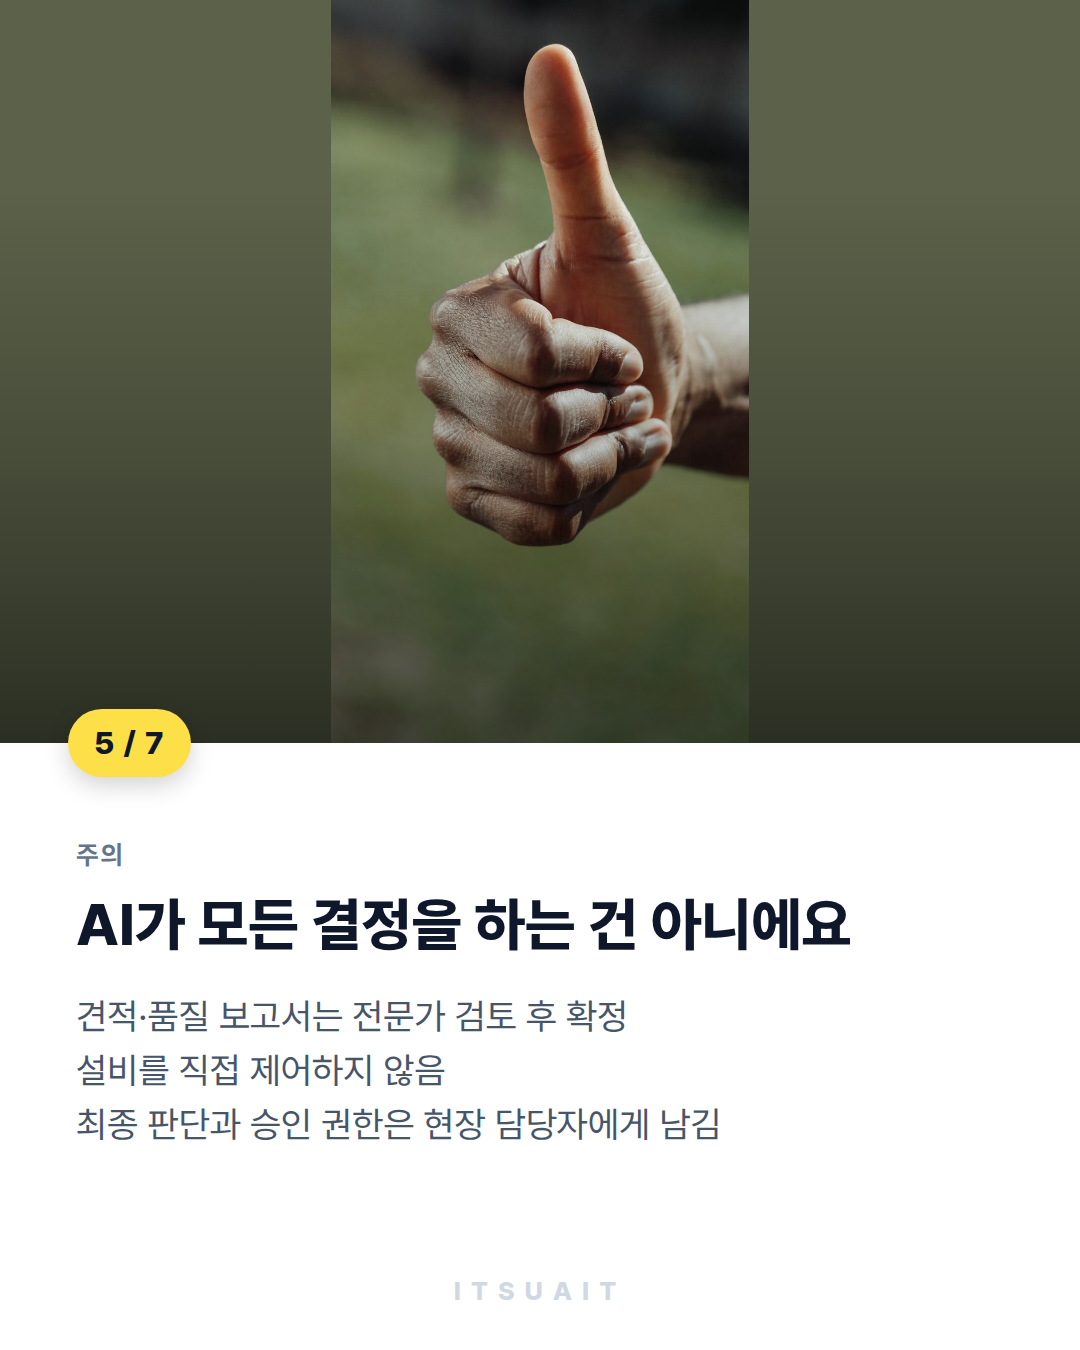 5 / 7
주의
AI가 모든 결정을 하는 건 아니에요
견적·품질 보고서는 전문가 검토 후 확정
설비를 직접 제어하지 않음
최종 판단과 승인 권한은 현장 담당자에게 남김
ITSUAIT